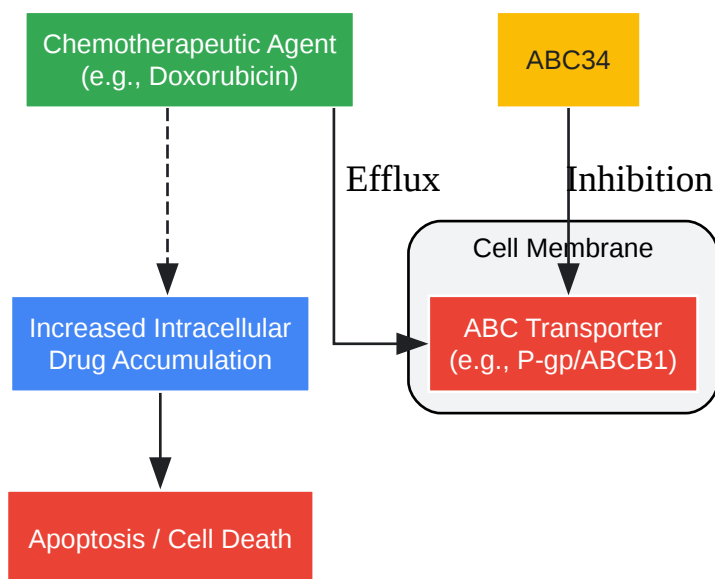 Chemotherapeutic Agent
(e.g., Doxorubicin)
ABC34
Efflux
Inhibition
Cell Membrane
Increased Intracellular
Drug Accumulation
ABC Transporter
(e.g., P-gp/ABCB1)
Apoptosis / Cell Death